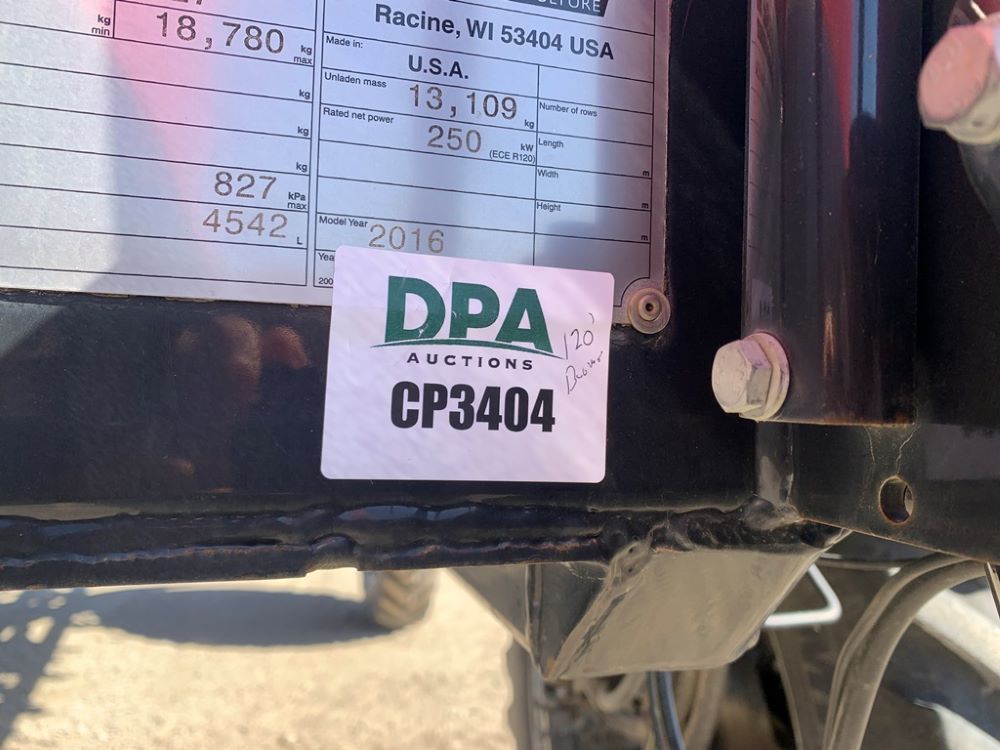 Racine, WI 53404 USA
kg
min
18,780 kg
max
Made in:
U.S.A.
kg
Unladen mass
13,109 kg
Number of rows
kg
Rated net power
250 kW
(ECE R120)
Length
m
kg
Width
m
827 kPa
max
Height
m
4542 L
Model Year 2016
200
DPA
AUCTIONS
CP3404
120'